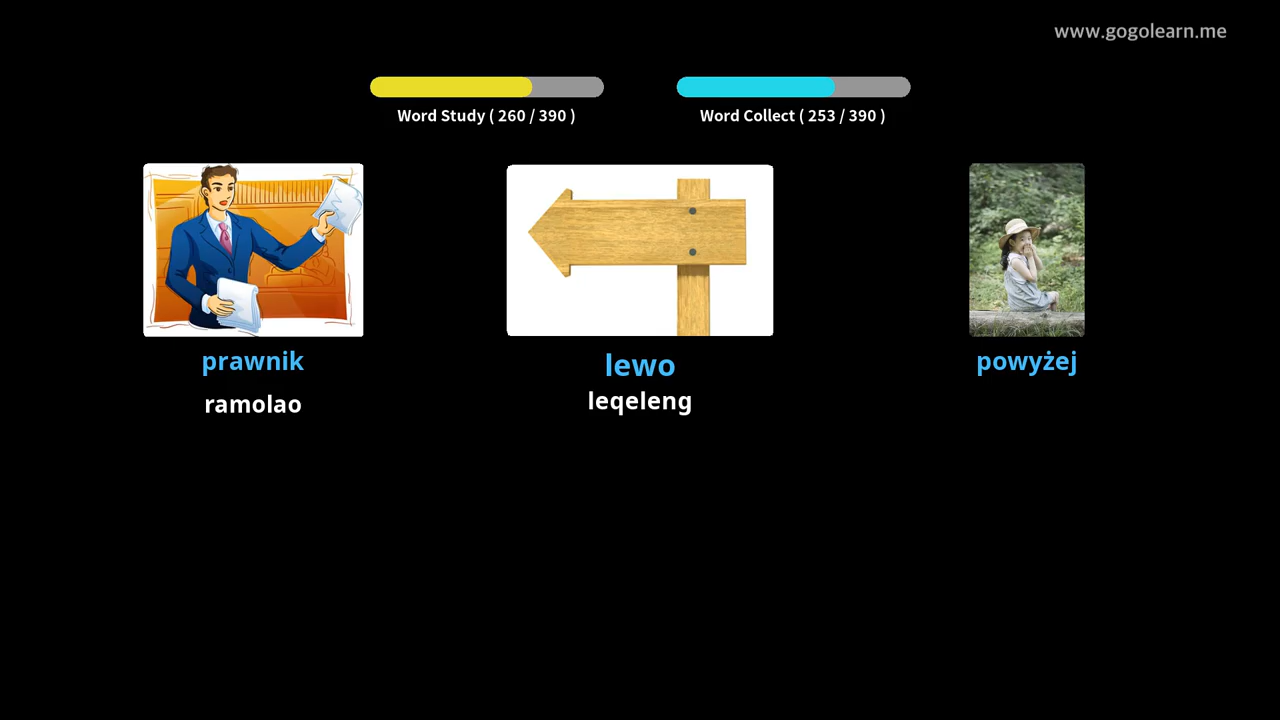 www.gogolearn.me
Word Study ( 260 / 390 )
Word Collect ( 253 / 390 )
prawnik
ramolao
lewo
leqeleng
powyżej